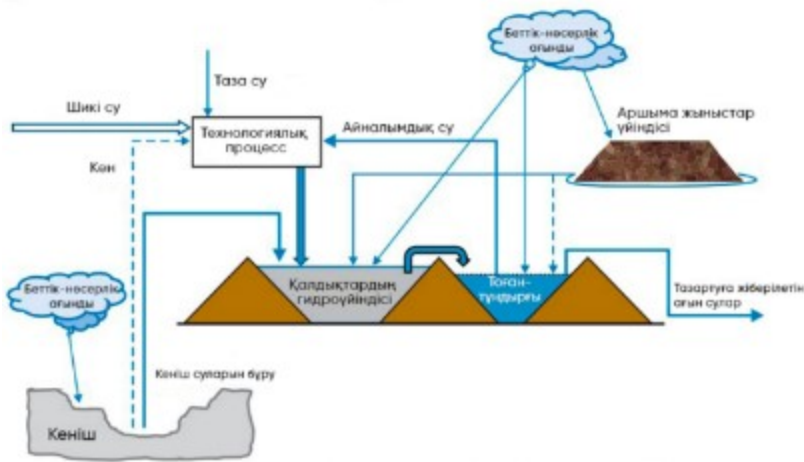 Беттік-нөсерлік
ағынды
Таза су
Шикі су
Аршыма жыныстар
үйіндісі
Технологиялық
процесс
Айналымдық су
Кен
Қалдықтардың
гидроүйіндісі
Тоған-
тұндырғы
Тазартуға жіберілетін
ағын сулар
Беттік-нөсерлік
ағынды
Кеніш суларын бұру
Кеніш